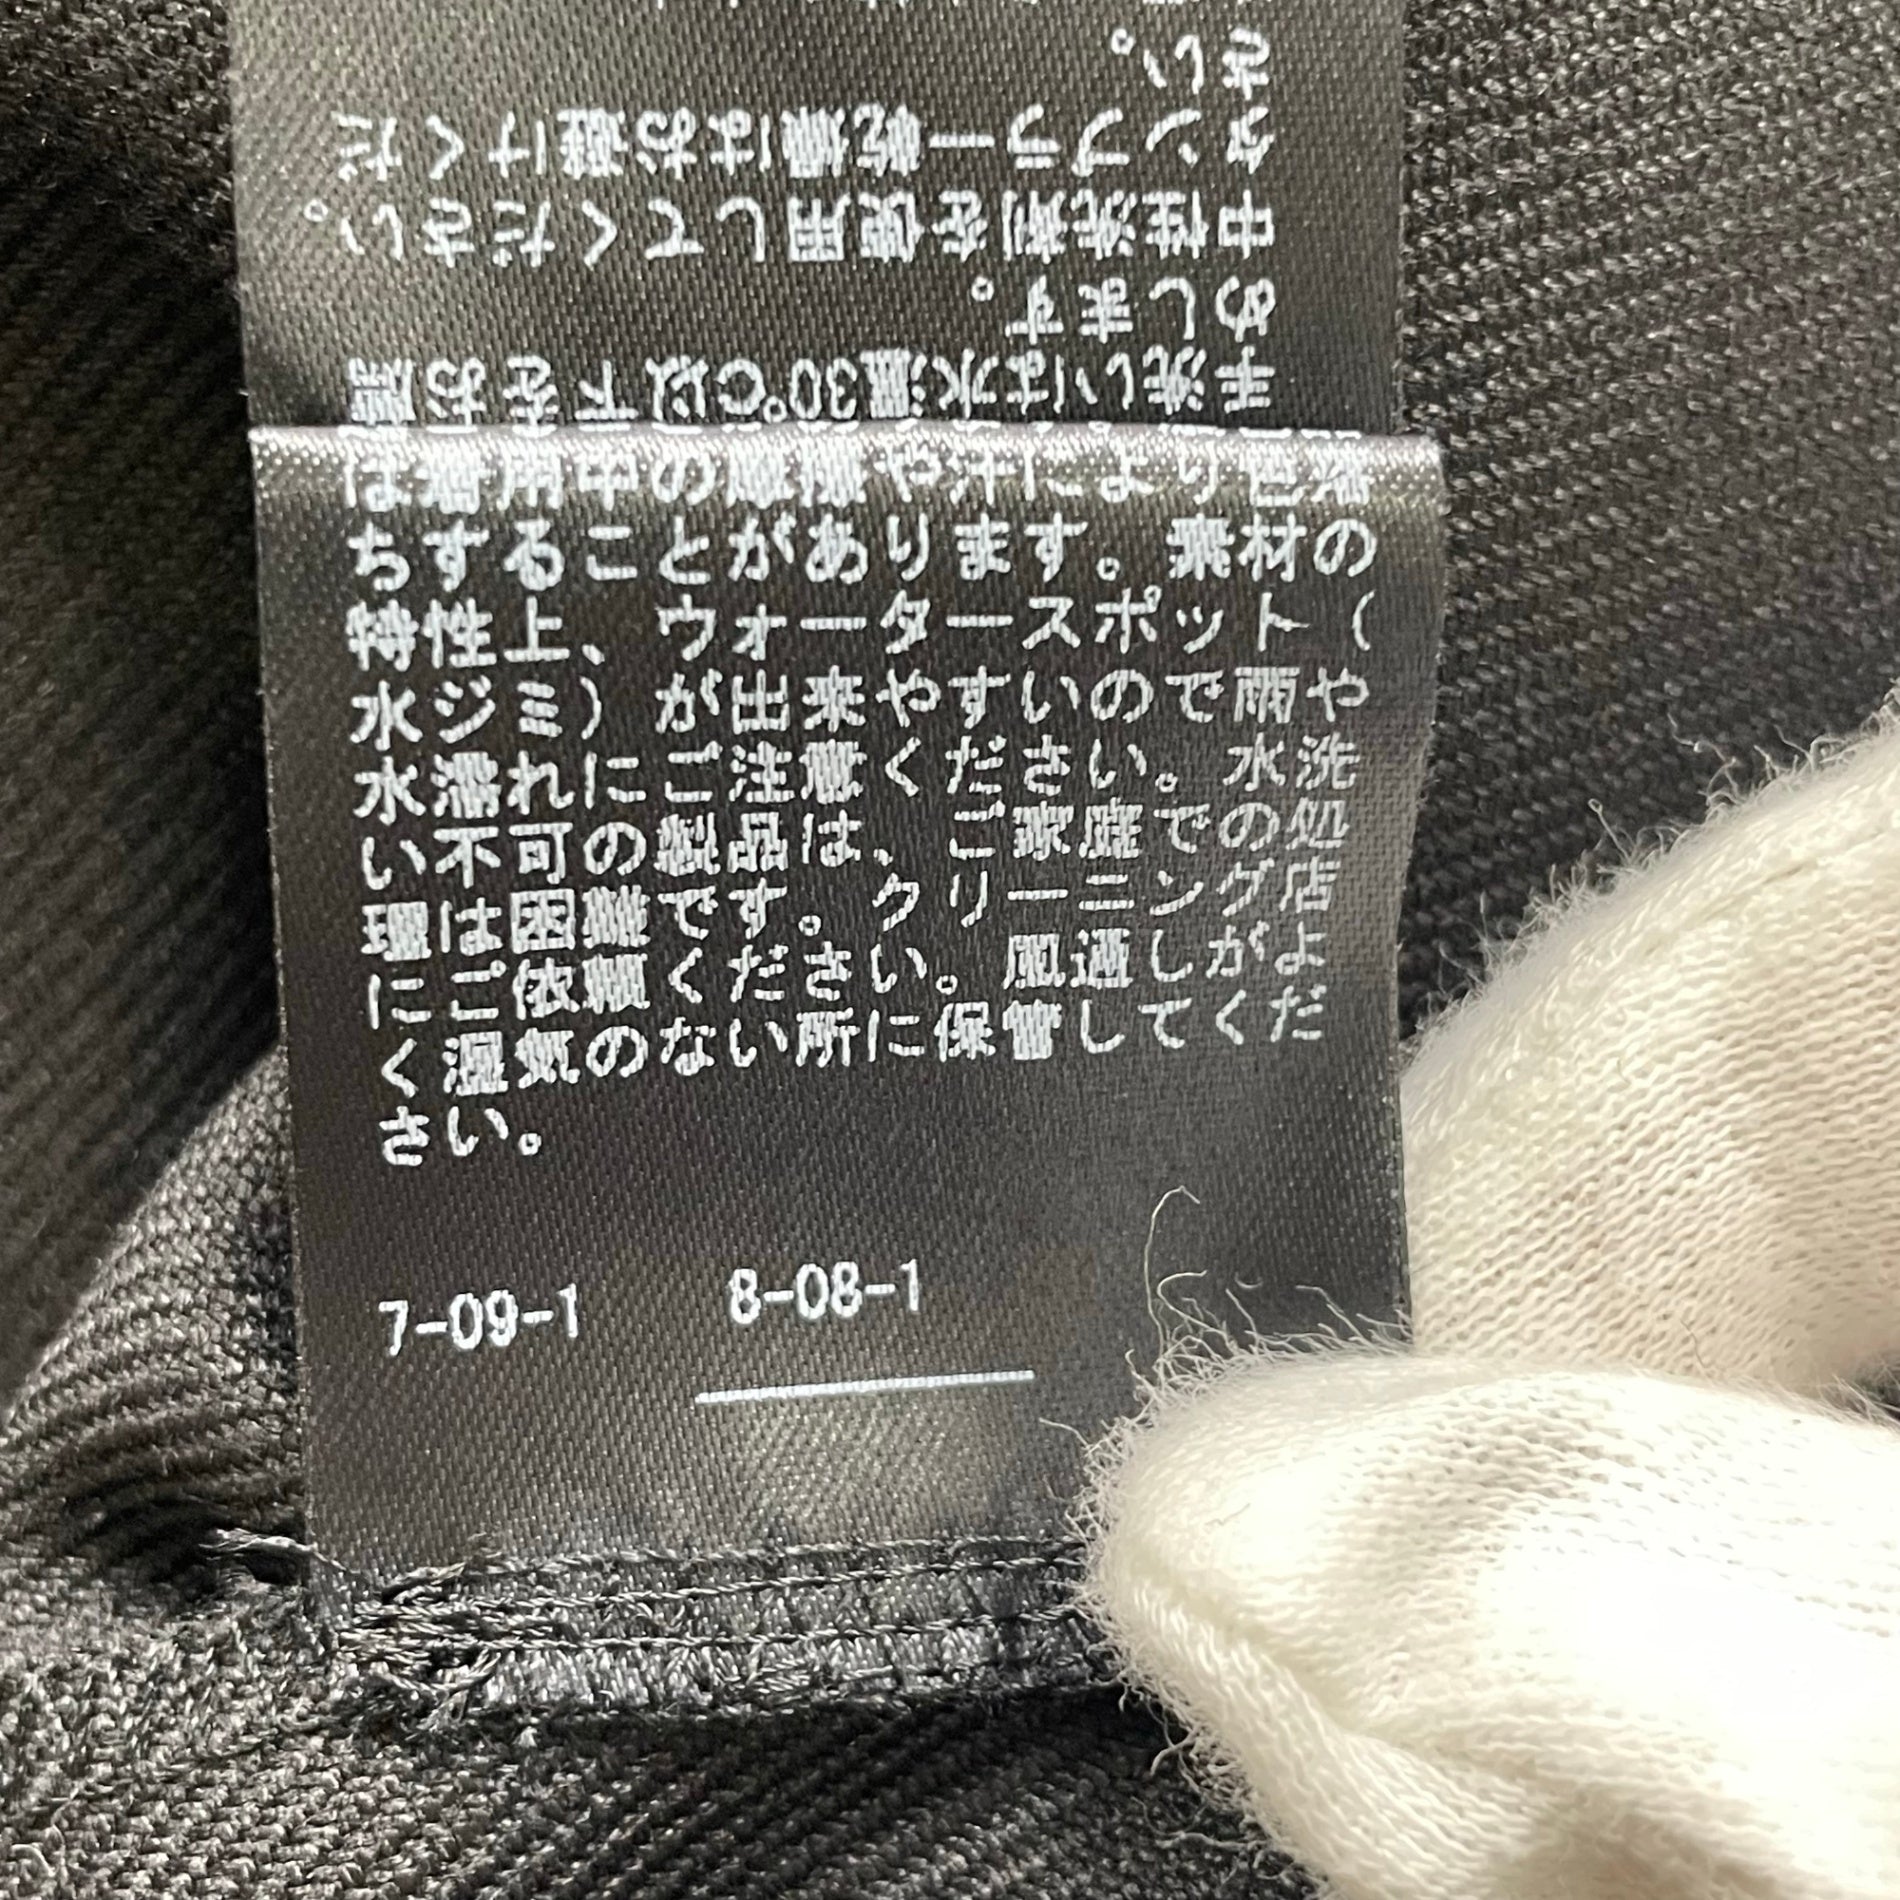 手洗いは水温30℃以下をお薦
めします。
中性洗剤を使用してください。
タンブラー乾燥はお避けくだ
さい。
は着用中の摩擦や汗により色落
ちすることがあります。素材の
特性上、ウォータースポット（
水ジミ）が出来やすいので雨や
水濡れにご注意ください。水洗
い不可の製品は、ご家庭での処
理は困難です。クリーニング店
にご依頼ください。風通しがよ
く湿気のない所に保管してくだ
さい。
7-09-1 8-08-1